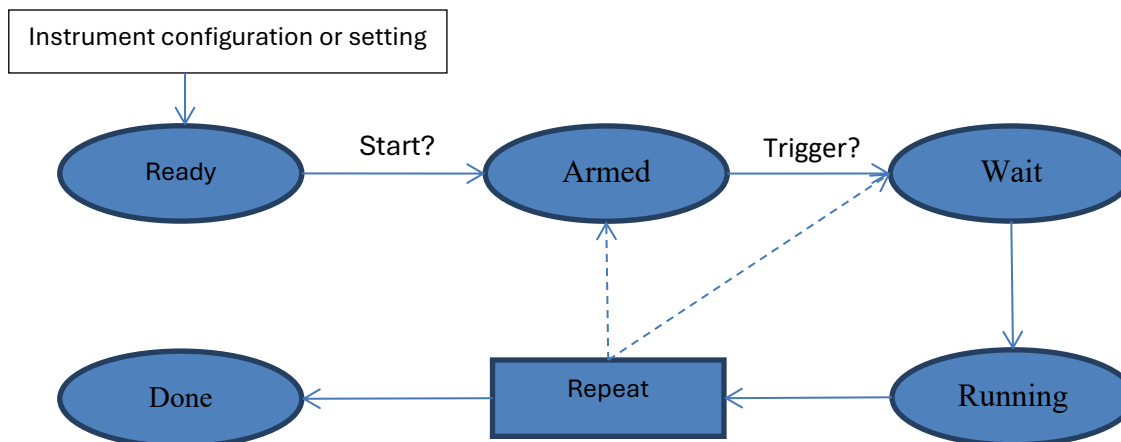 Instrument configuration or setting
Start?
Trigger?
Ready
Armed
Wait
Done
Repeat
Running